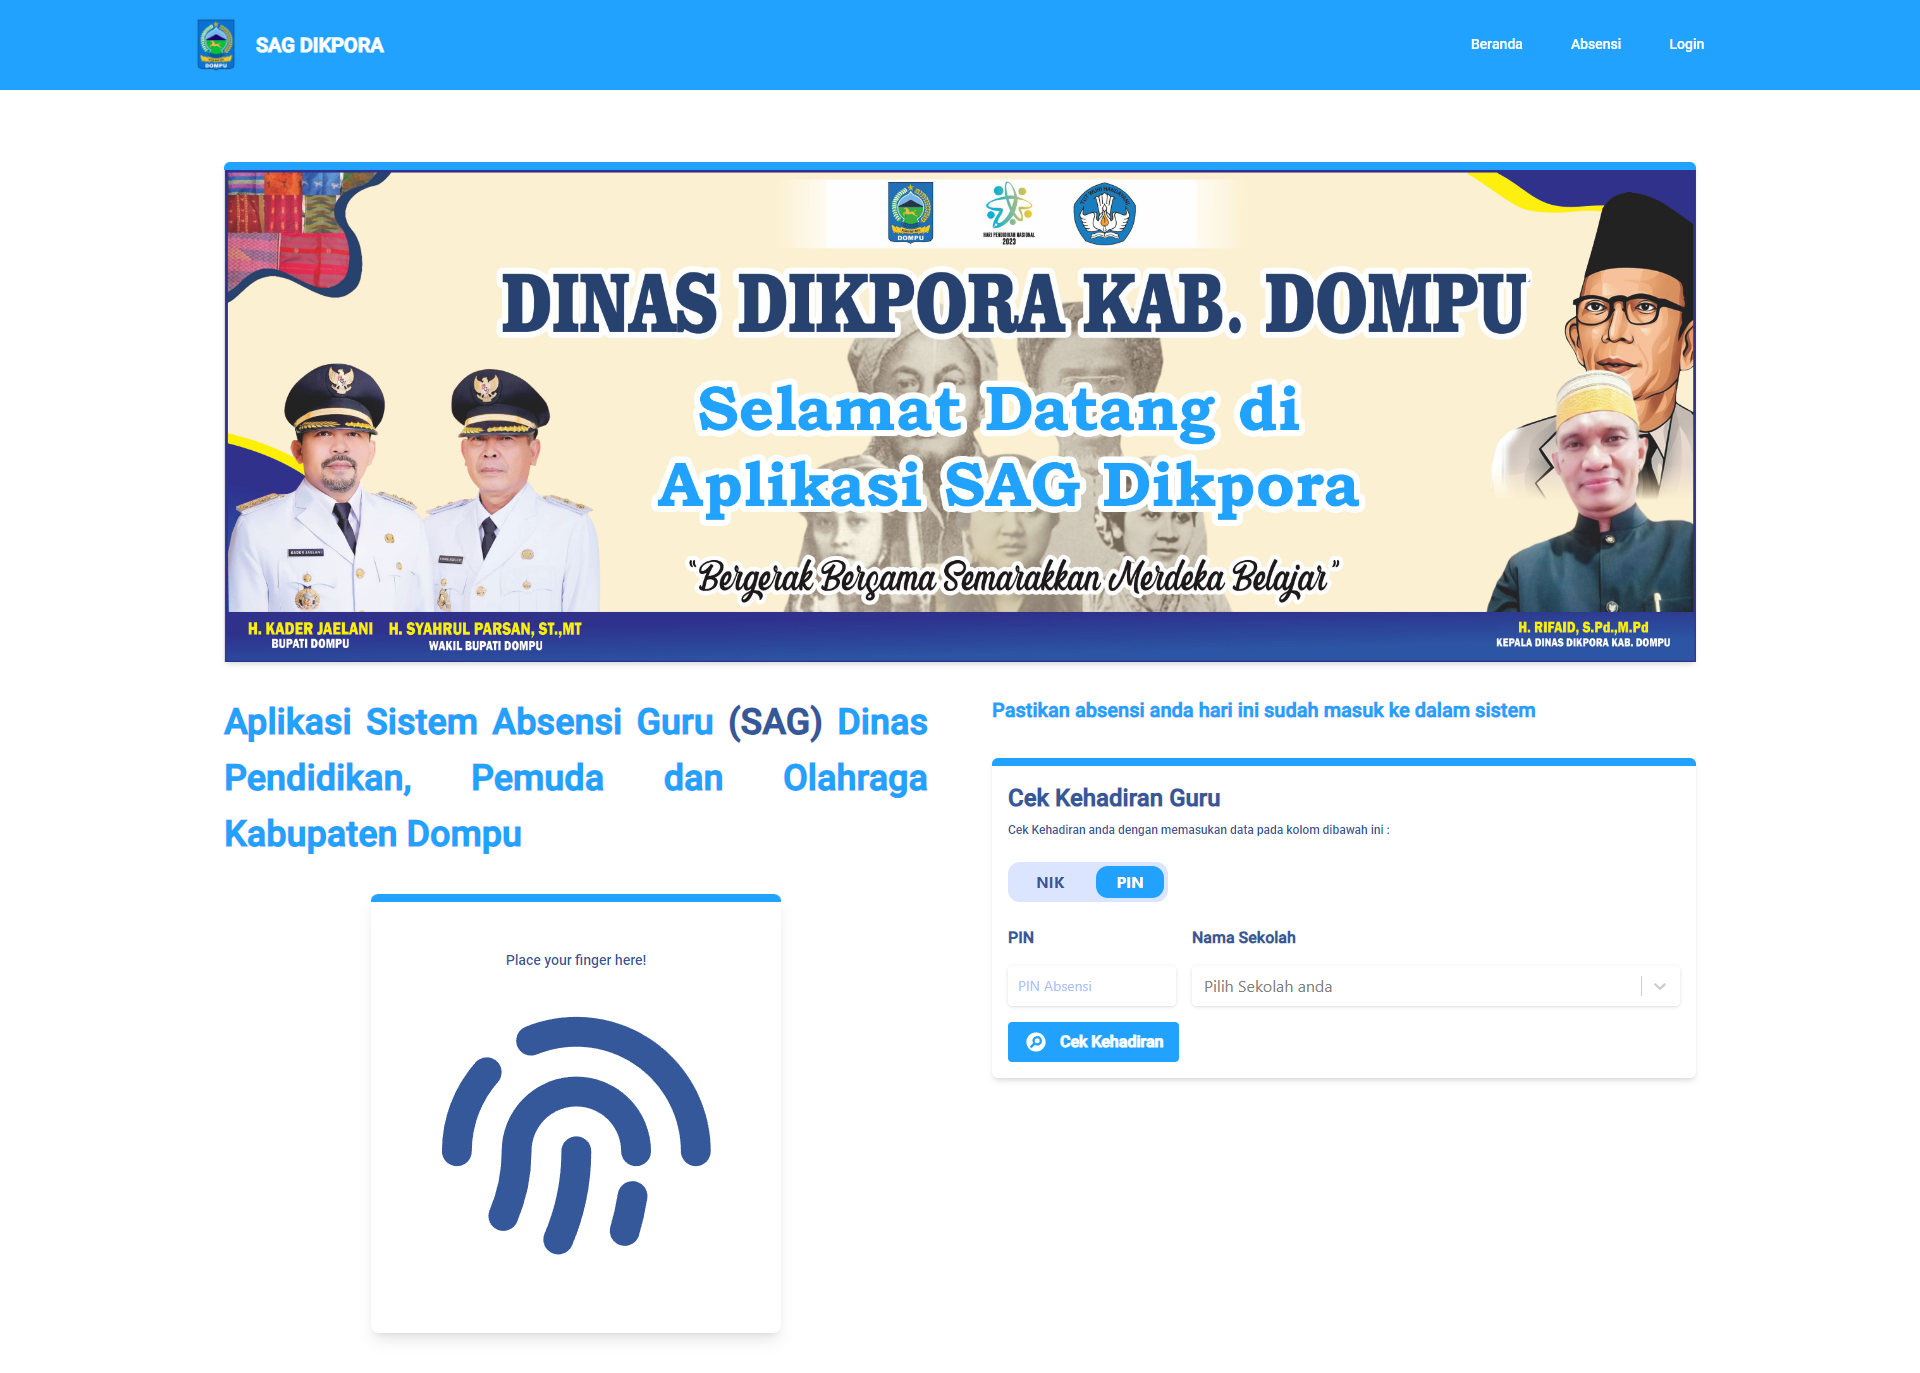 SAG DIKPORA
Beranda
Absensi
Login
DOMPU
HARI PENDIDIKAN NASIONAL
2023
TUT WURI HANDAYANI
DINAS DIKPORA KAB. DOMPU
Selamat Datang di
Aplikasi SAG Dikpora
"Bergerak Bersama Semarakkan Merdeka Belajar"
KADER JAELANI
H. KADER JAELANI
BUPATI DOMPU
H. SYAHRUL PARSAN, ST.,MT
WAKIL BUPATI DOMPU
H. RIFAID, S.Pd.,M.Pd
KEPALA DINAS DIKPORA KAB. DOMPU
Aplikasi Sistem Absensi Guru (SAG) Dinas
Pendidikan, Pemuda dan Olahraga
Kabupaten Dompu
Place your finger here!
Pastikan absensi anda hari ini sudah masuk ke dalam sistem
Cek Kehadiran Guru
Cek Kehadiran anda dengan memasukan data pada kolom dibawah ini :
NIK
PIN
PIN
Nama Sekolah
PIN Absensi
Pilih Sekolah anda
Cek Kehadiran